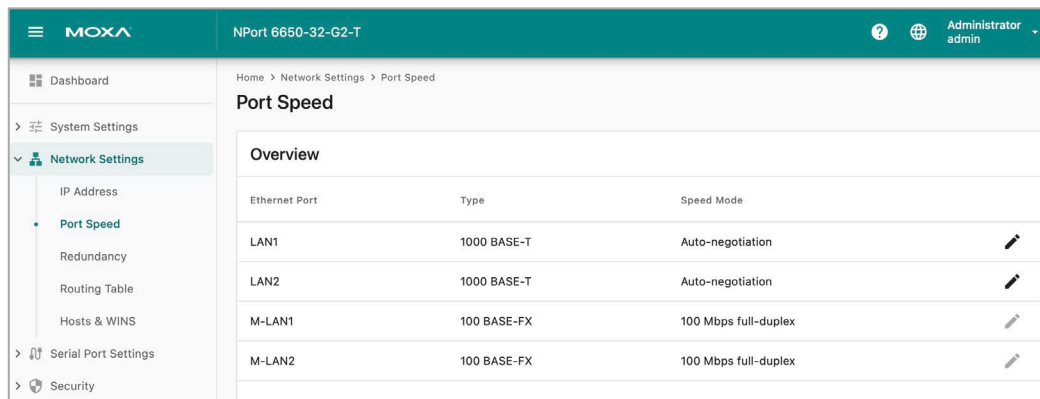 MOXA
NPort 6650-32-G2-T
Administrator
admin
Dashboard
System Settings
Network Settings
IP Address
Port Speed
Redundancy
Routing Table
Hosts & WINS
Serial Port Settings
Security
Home > Network Settings > Port Speed
Port Speed
Overview
Ethernet Port Type Speed Mode
LAN1 1000 BASE-T Auto-negotiation
LAN2 1000 BASE-T Auto-negotiation
M-LAN1 100 BASE-FX 100 Mbps full-duplex
M-LAN2 100 BASE-FX 100 Mbps full-duplex